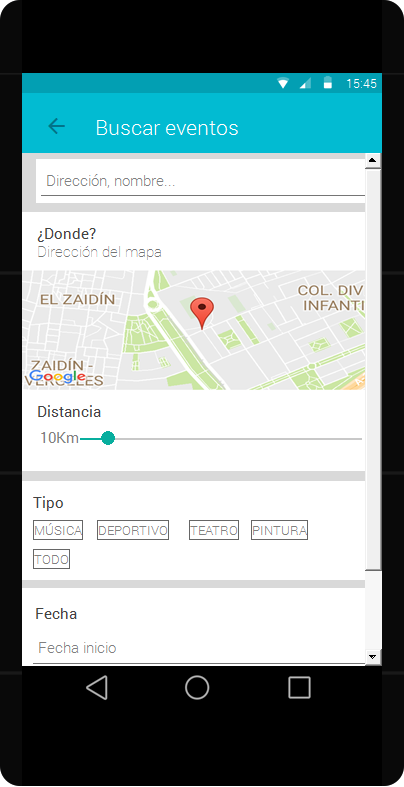 15:45
Buscar eventos
Dirección, nombre...
¿Donde?
Dirección del mapa
EL ZAIDÍN
COL. DIV
INFANTI
ZAIDÍN -
VERGELES
Google
Distancia
10Km
Tipo
MÚSICA DEPORTIVO TEATRO PINTURA
TODO
Fecha
Fecha inicio